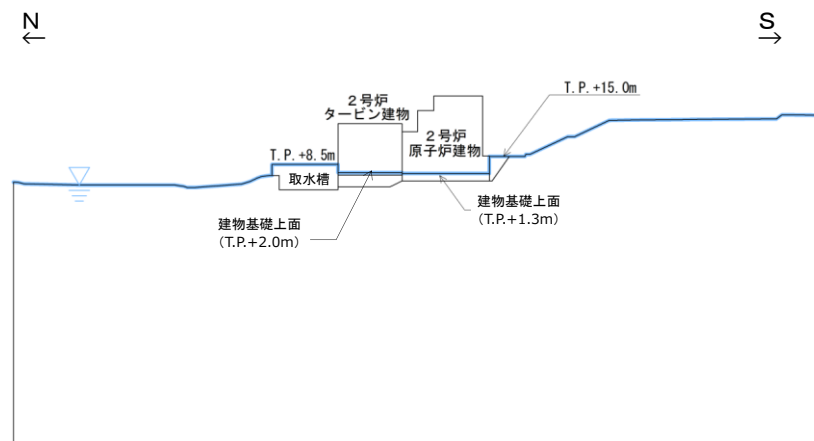 N
S
T.P.+15.0m
2号炉
タービン建物
2号炉
原子炉建物
T.P.+8.5m
取水槽
建物基礎上面
(T.P.+2.0m)
建物基礎上面
(T.P.+1.3m)